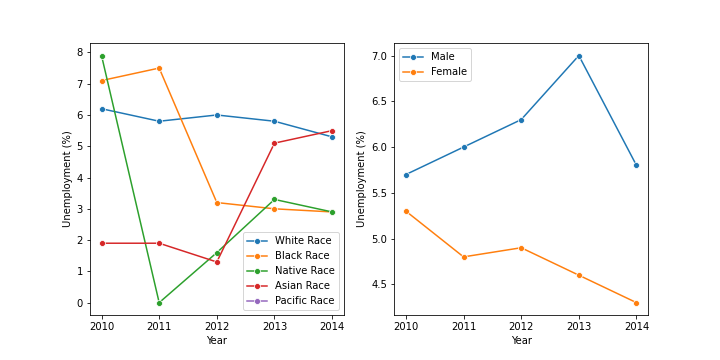 8
7
6
5
4
3
2
1
0
Unemployment (%)
2010 2011 2012 2013 2014
Year
White Race
Black Race
Native Race
Asian Race
Pacific Race
7.0
6.5
6.0
5.5
5.0
4.5
Unemployment (%)
2010 2011 2012 2013 2014
Year
Male
Female